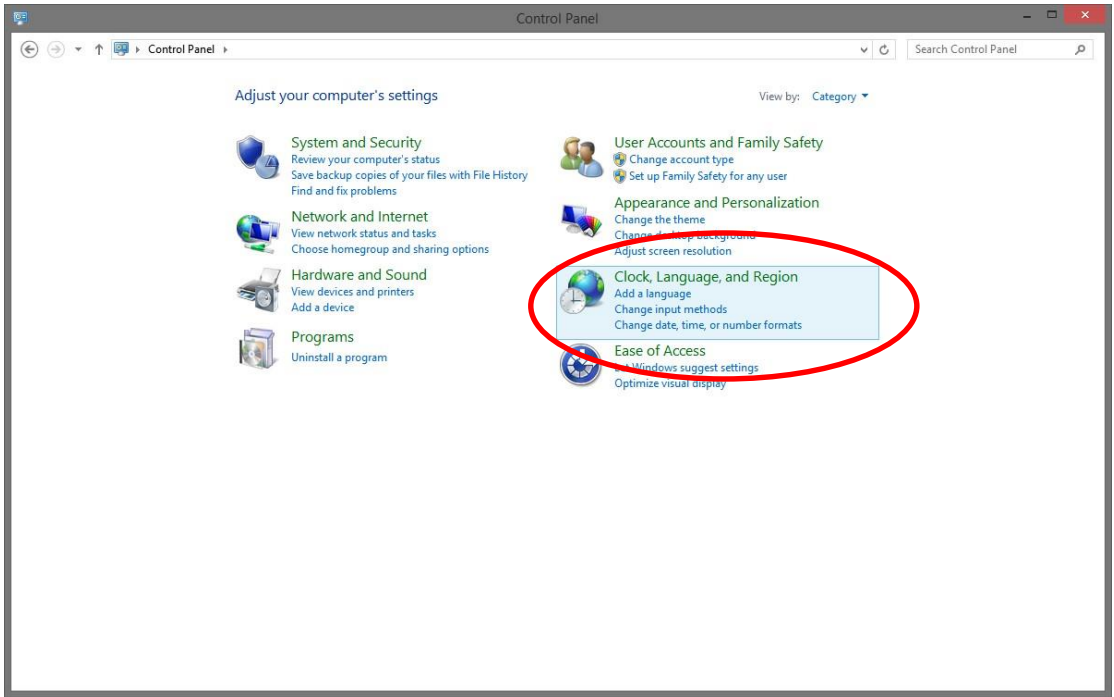 Control Panel
Control Panel
Search Control Panel
Adjust your computer's settings
View by: Category
System and Security
Review your computer's status
Save backup copies of your files with File History
Find and fix problems
Network and Internet
View network status and tasks
Choose homegroup and sharing options
Hardware and Sound
View devices and printers
Add a device
Programs
Uninstall a program
User Accounts and Family Safety
Change account type
Set up Family Safety for any user
Appearance and Personalization
Change the theme
Change desktop background
Adjust screen resolution
Clock, Language, and Region
Add a language
Change input methods
Change date, time, or number formats
Ease of Access
Let Windows suggest settings
Optimize visual display